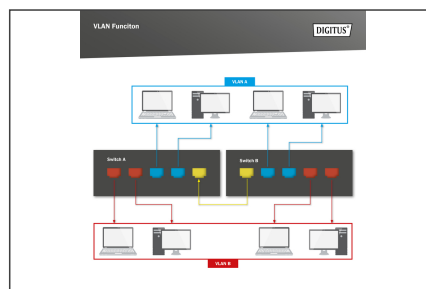 VLAN Funciton
DIGITUS®
VLAN A
Switch A
Switch B
VLAN B